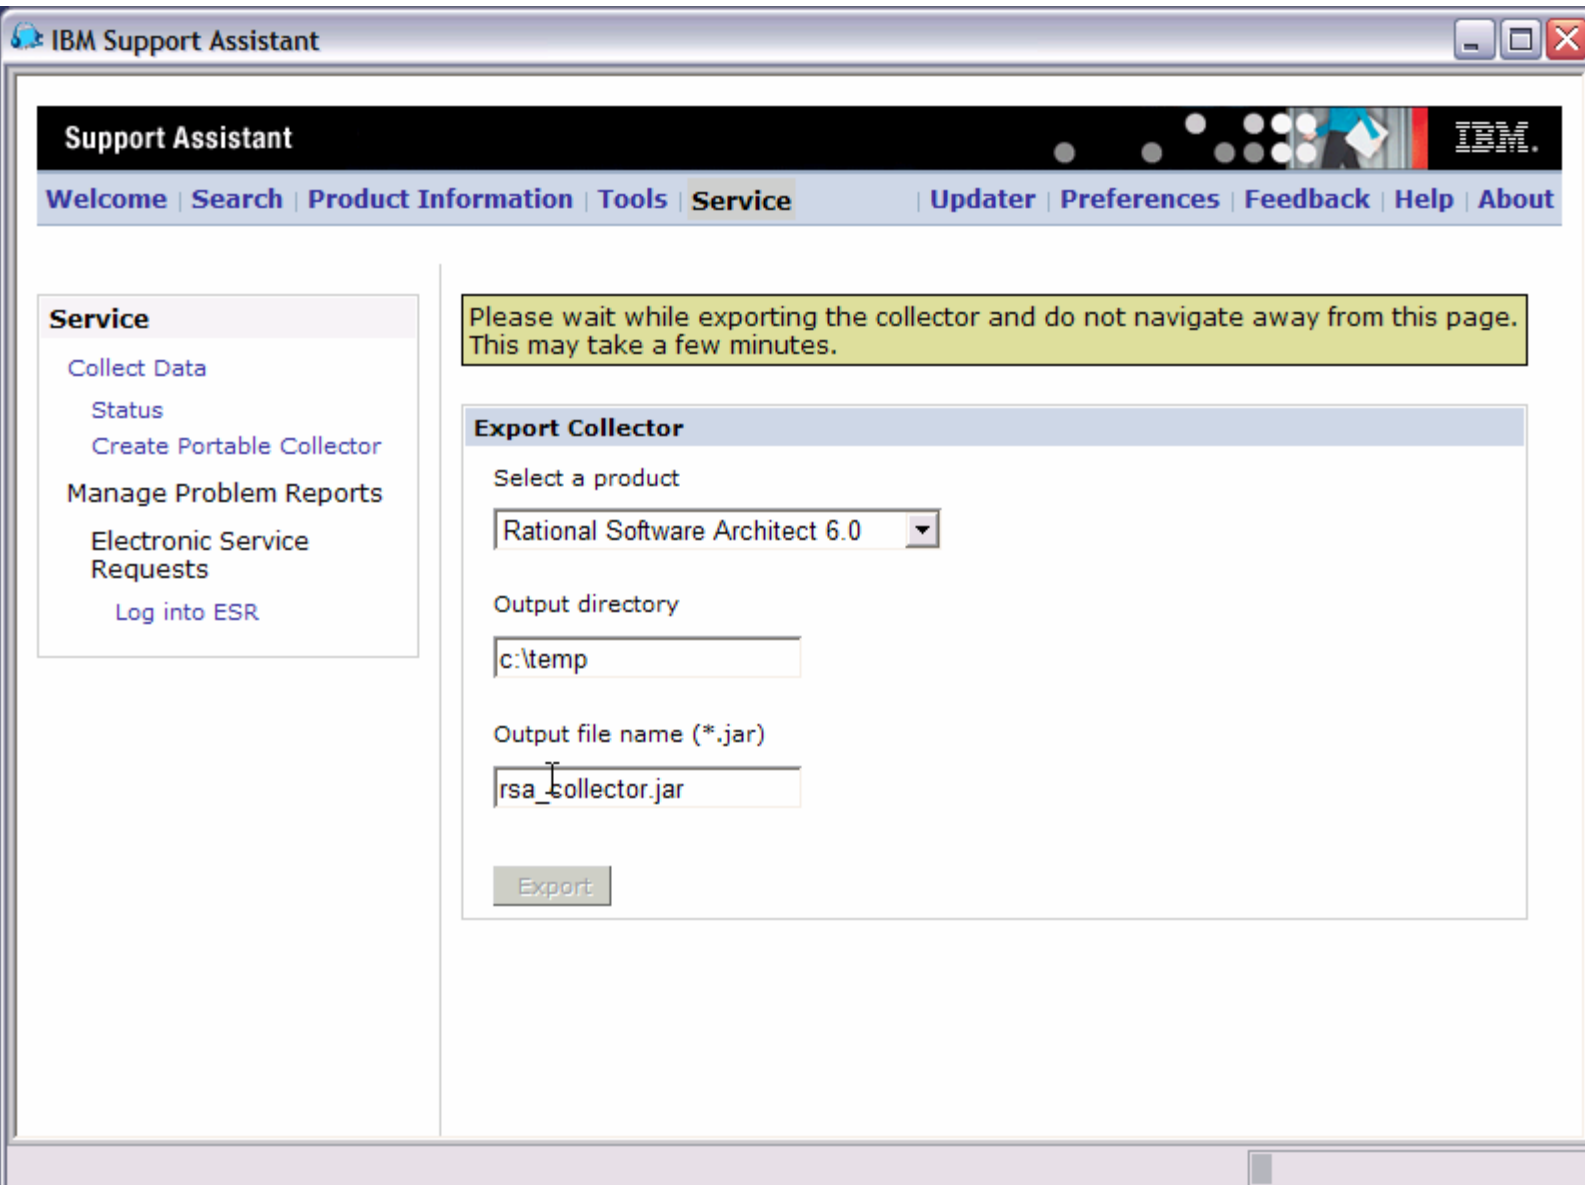 IBM Support Assistant
Support Assistant
IBM.
Welcome | Search | Product Information | Tools | Service | Updater | Preferences | Feedback | Help | About
Service
Collect Data
Status
Create Portable Collector
Manage Problem Reports
Electronic Service
Requests
Log into ESR
Please wait while exporting the collector and do not navigate away from this page.
This may take a few minutes.
Export Collector
Select a product
Rational Software Architect 6.0
Output directory
c:\temp
Output file name (*.jar)
rsa_collector.jar
Export